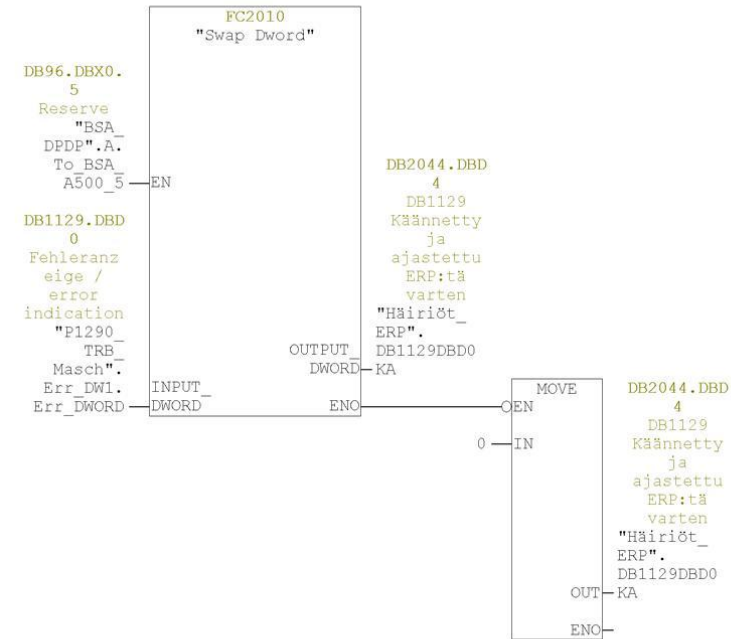 FC2010
"Swap Dword"
DB96.DBX0.
5
Reserve
"BSA_
DPDP".A.
To_BSA_
A500_5
EN
DB1129.DBD
0
Fehleranz
eige /
error
indication
"P1290_
TRB_
Masch".
Err_DW1.
Err_DWORD
INPUT_
DWORD
OUTPUT_
DWORD
ENO
DB2044.DBD
4
DB1129
Käännetty
ja
ajastettu
ERP:tä
varten
"Häiriöt_
ERP".
DB1129DBD0
KA
MOVE
EN
0
IN
OUT
ENO
DB2044.DBD
4
DB1129
Käännetty
ja
ajastettu
ERP:tä
varten
"Häiriöt_
ERP".
DB1129DBD0
KA